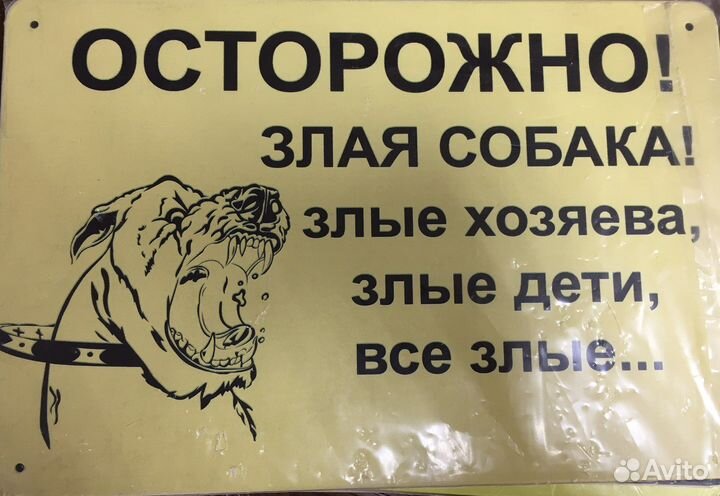 ОСТОРОЖНО!
ЗЛАЯ СОБАКА!
злые хозяева,
злые дети,
все злые...
Avito